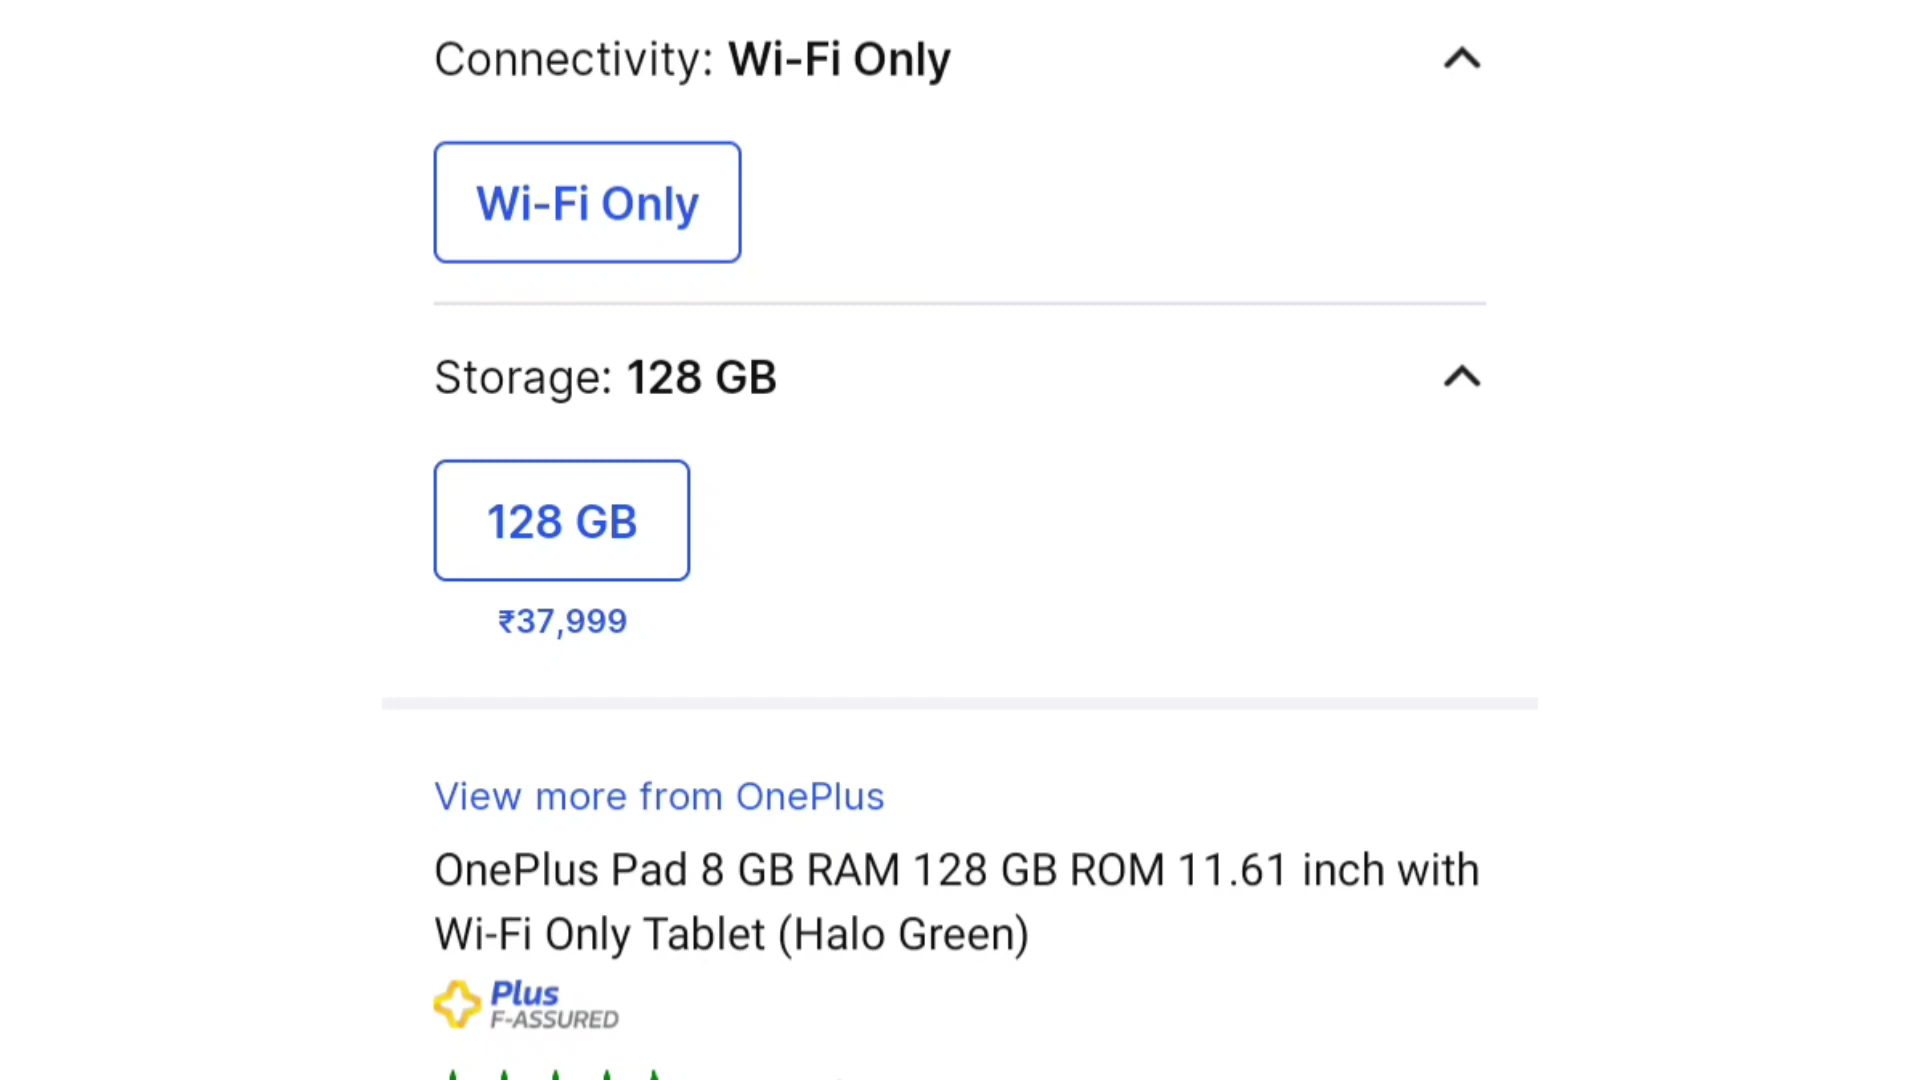 Connectivity: Wi-Fi Only
Wi-Fi Only
Storage: 128 GB
128 GB
₹37,999
View more from OnePlus
OnePlus Pad 8 GB RAM 128 GB ROM 11.61 inch with
Wi-Fi Only Tablet (Halo Green)
Plus
F-ASSURED